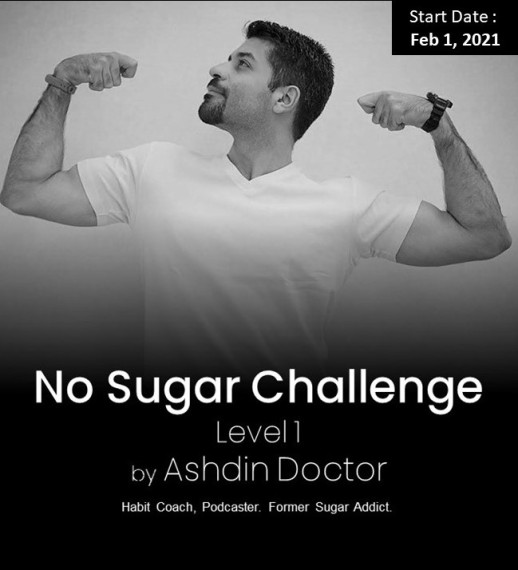 Start Date :
Feb 1, 2021
No Sugar Challenge
Level 1
by Ashdin Doctor
Habit Coach, Podcaster. Former Sugar Addict.